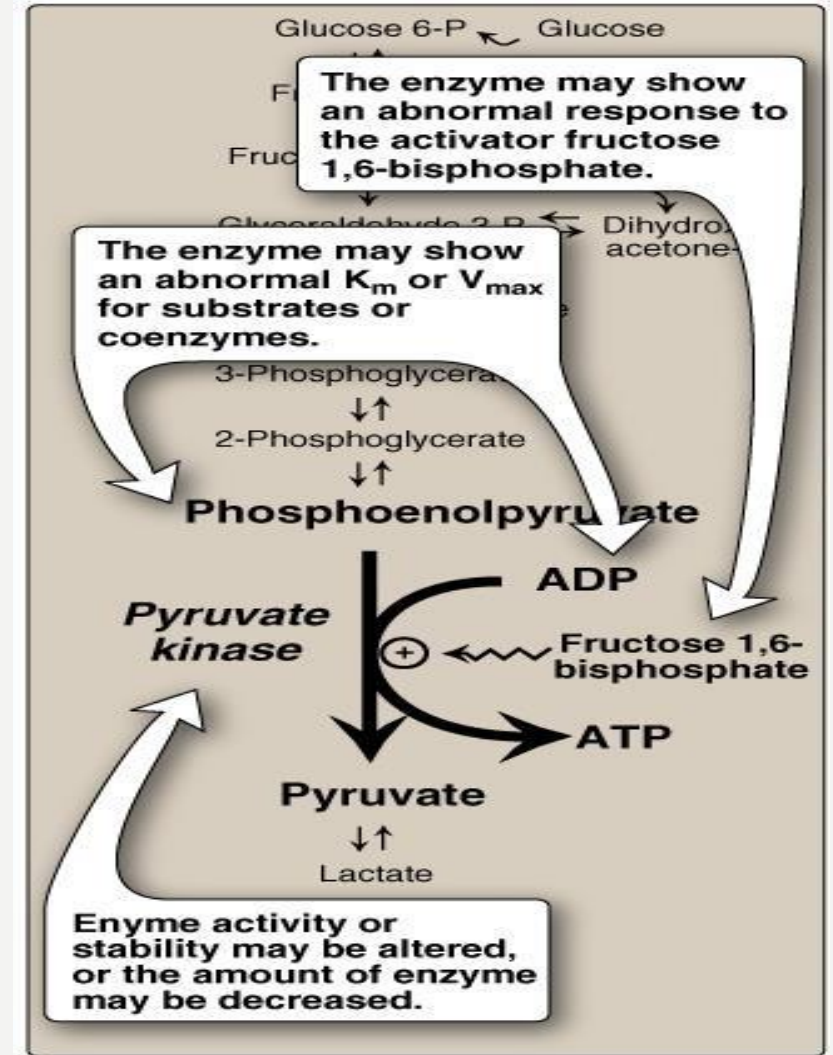 Glucose 6-P Glucose
The enzyme may show
an abnormal response to
the activator fructose
1,6-bisphosphate.
Glyceraldehyde 3-P
acetone-
The enzyme may show
an abnormal Km or Vmax
for substrates or
coenzymes.
2-Phosphoglycerate
Phosphoenolpyruvate
ADP
Pyruvate
kinase
+
Fructose 1,6-
bisphosphate
ATP
Pyruvate
Lactate
Enyme activity or
stability may be altered,
or the amount of enzyme
may be decreased.